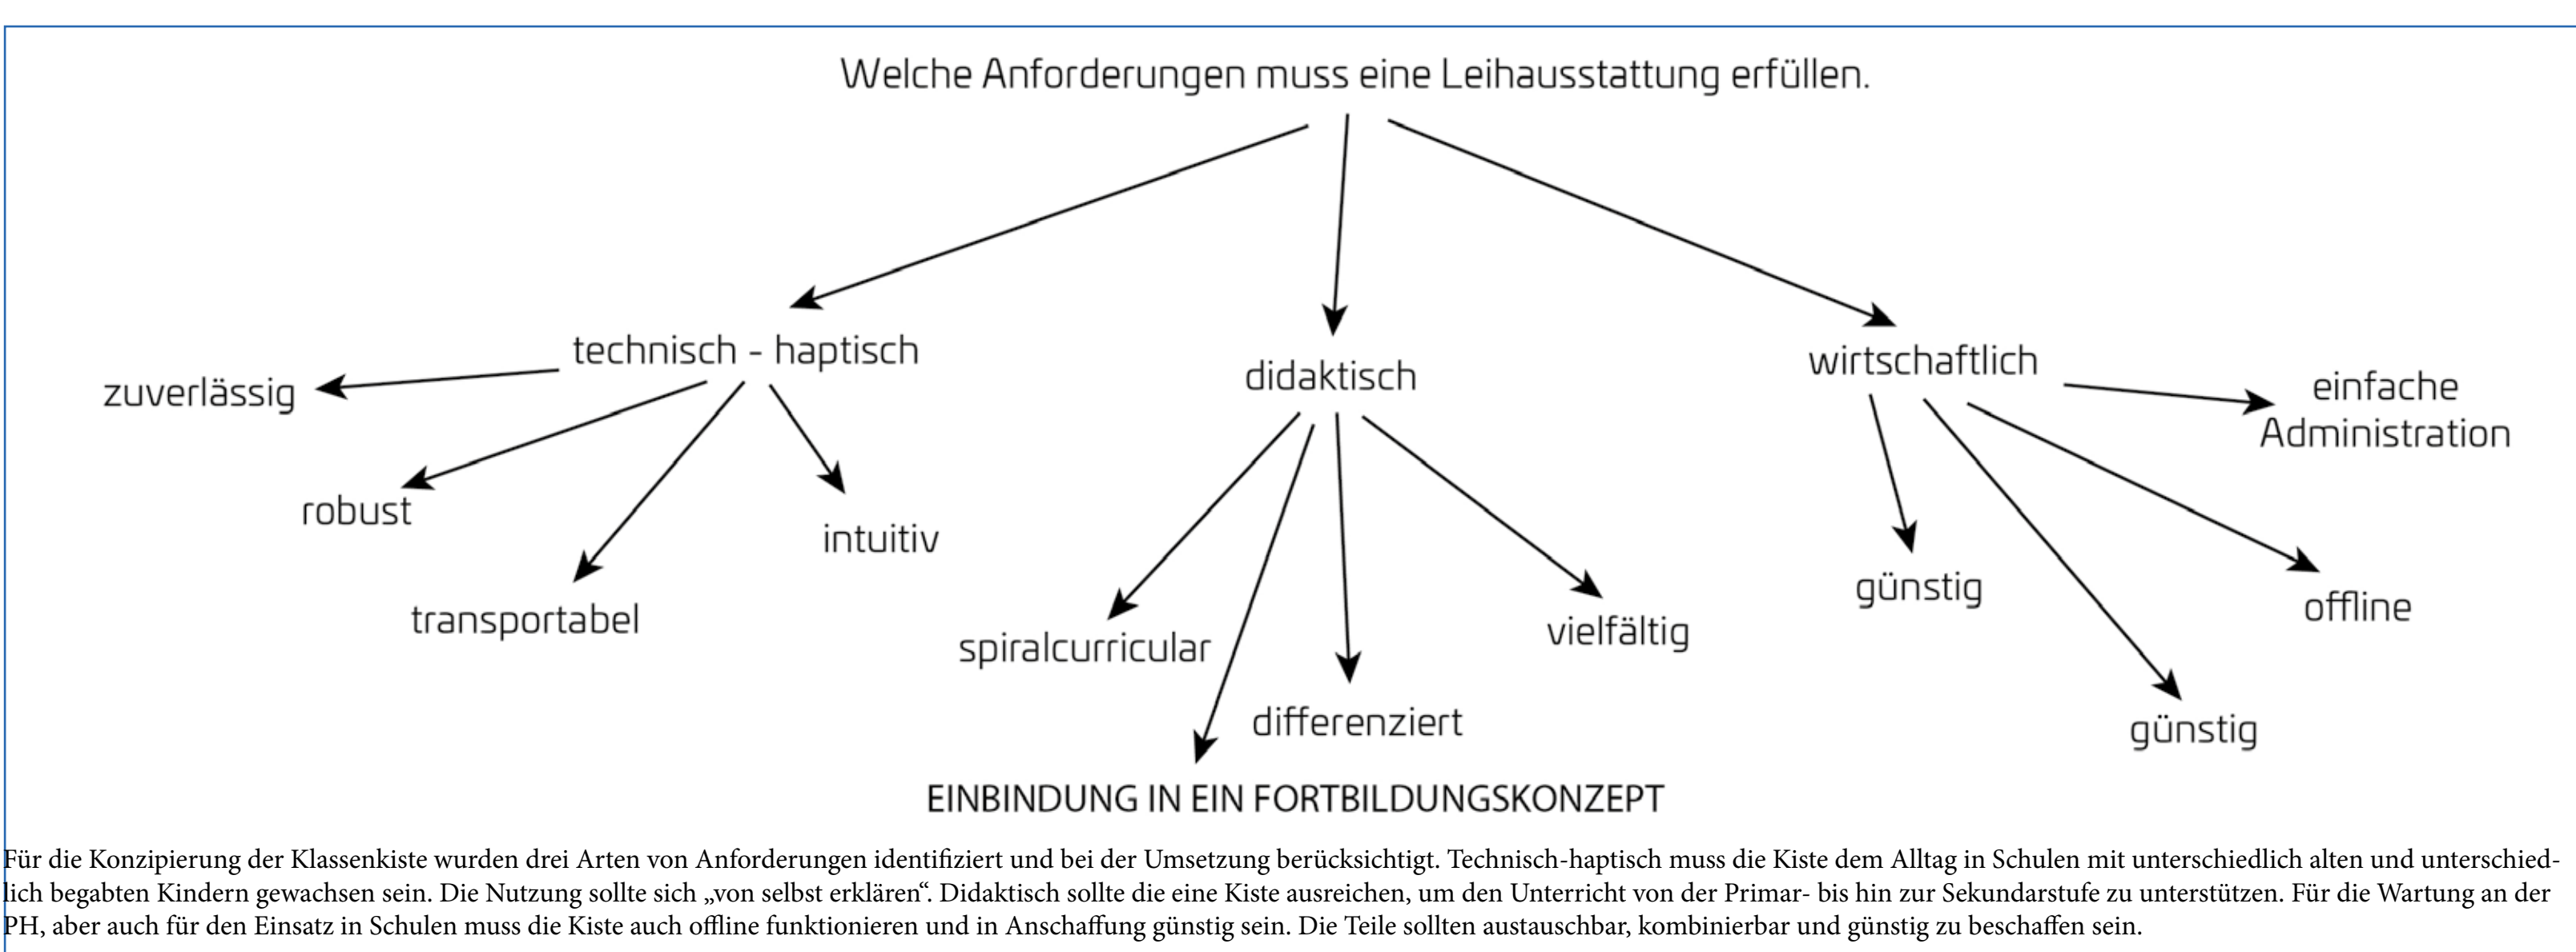 Welche Anforderungen muss eine Leihausstattung erfüllen.
technisch - haptisch
zuverlässig
robust
transportabel
intuitiv
didaktisch
spiralcurricular
EINBINDUNG IN EIN FORTBILDUNGSKONZEPT
differenziert
vielfältig
wirtschaftlich
günstig
günstig
offline
einfache
Administration
Für die Konzipierung der Klassenkiste wurden drei Arten von Anforderungen identifiziert und bei der Umsetzung berücksichtigt. Technisch-haptisch muss die Kiste dem Alltag in Schulen mit unterschiedlich alten und unterschied-
lich begabten Kindern gewachsen sein. Die Nutzung sollte sich „von selbst erklären“. Didaktisch sollte die eine Kiste ausreichen, um den Unterricht von der Primar- bis hin zur Sekundarstufe zu unterstützen. Für die Wartung an der
PH, aber auch für den Einsatz in Schulen muss die Kiste auch offline funktionieren und in Anschaffung günstig sein. Die Teile sollten austauschbar, kombinierbar und günstig zu beschaffen sein.